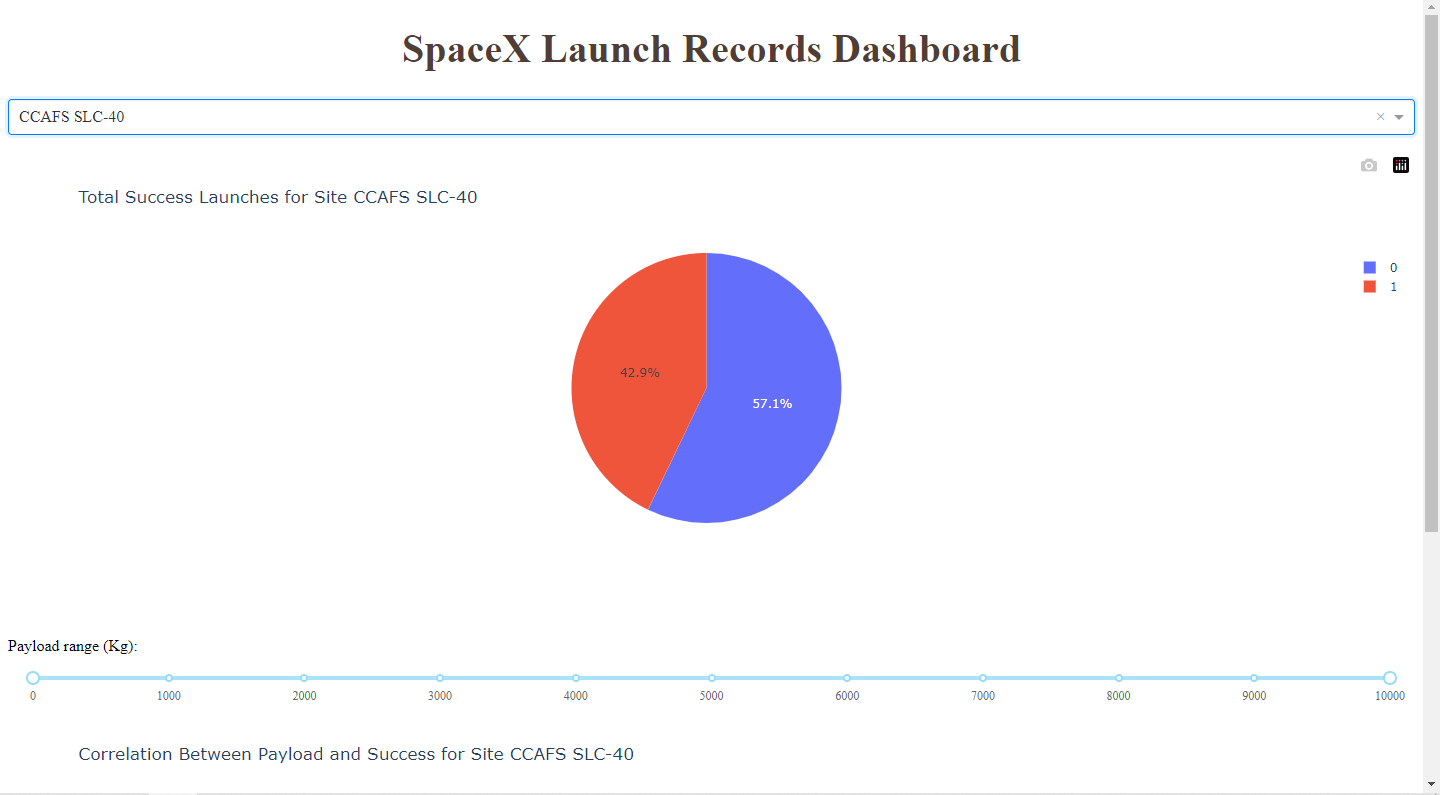 SpaceX Launch Records Dashboard
CCAFS SLC-40
Total Success Launches for Site CCAFS SLC-40
0
1
42.9%
57.1%
Payload range (Kg):
0 1000 2000 3000 4000 5000 6000 7000 8000 9000 10000
Correlation Between Payload and Success for Site CCAFS SLC-40